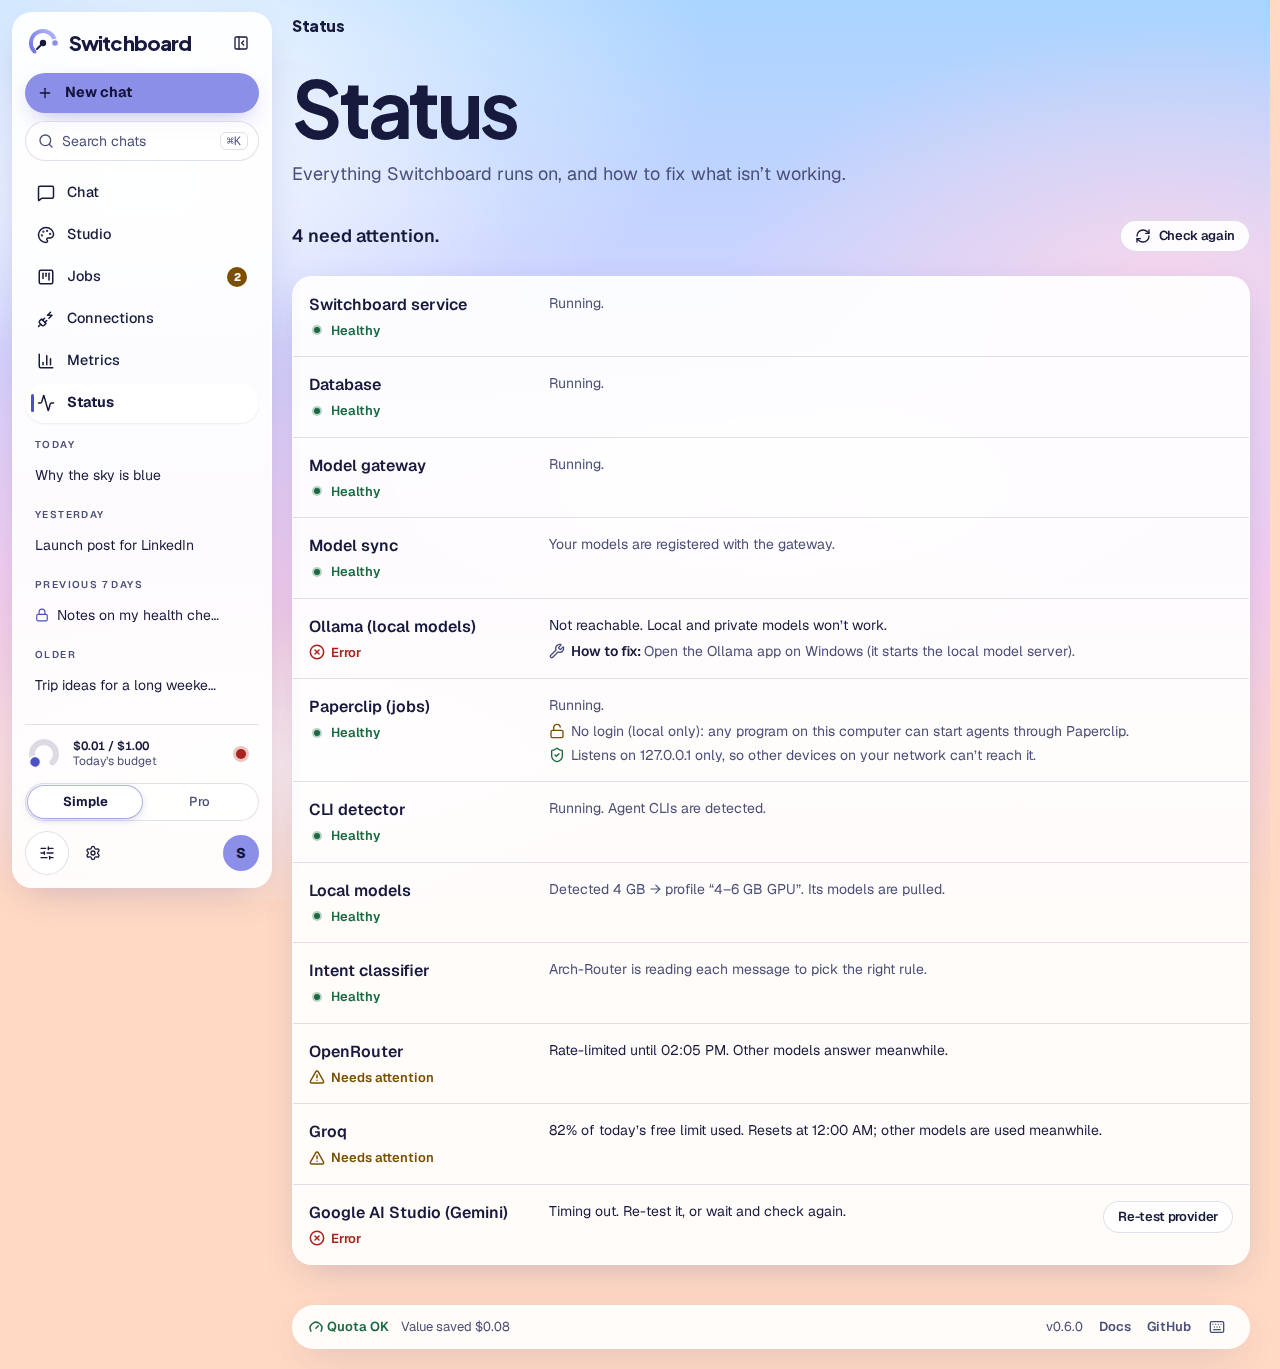 Switchboard
New chat
Search chats
⌘K
Chat
Studio
Jobs
2
Connections
Metrics
Status
TODAY
Why the sky is blue
YESTERDAY
Launch post for LinkedIn
PREVIOUS 7 DAYS
Notes on my health che…
OLDER
Trip ideas for a long weeke…
$0.01 / $1.00
Today's budget
Simple
Pro
S
Status
Status
Everything Switchboard runs on, and how to fix what isn’t working.
4 need attention.
Check again
Switchboard service
Healthy
Running.
Database
Healthy
Running.
Model gateway
Healthy
Running.
Model sync
Healthy
Your models are registered with the gateway.
Ollama (local models)
Error
Not reachable. Local and private models won’t work.
How to fix: Open the Ollama app on Windows (it starts the local model server).
Paperclip (jobs)
Healthy
Running.
No login (local only): any program on this computer can start agents through Paperclip.
Listens on 127.0.0.1 only, so other devices on your network can’t reach it.
CLI detector
Healthy
Running. Agent CLIs are detected.
Local models
Healthy
Detected 4 GB → profile “4–6 GB GPU”. Its models are pulled.
Intent classifier
Healthy
Arch-Router is reading each message to pick the right rule.
OpenRouter
Needs attention
Rate-limited until 02:05 PM. Other models answer meanwhile.
Groq
Needs attention
82% of today’s free limit used. Resets at 12:00 AM; other models are used meanwhile.
Google AI Studio (Gemini)
Error
Timing out. Re-test it, or wait and check again.
Re-test provider
Quota OK
Value saved $0.08
v0.6.0
Docs
GitHub